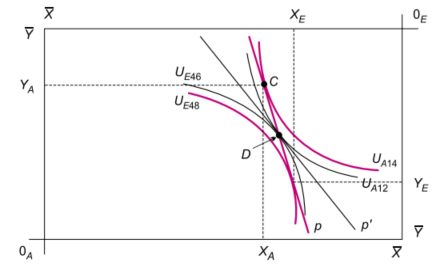 X̅ X_E 0_E
Y̅
Y_A C
U_E46
U_E48
U_A14
D U_A12 Y_E
p p'
Y̅
0_A X_A X̅